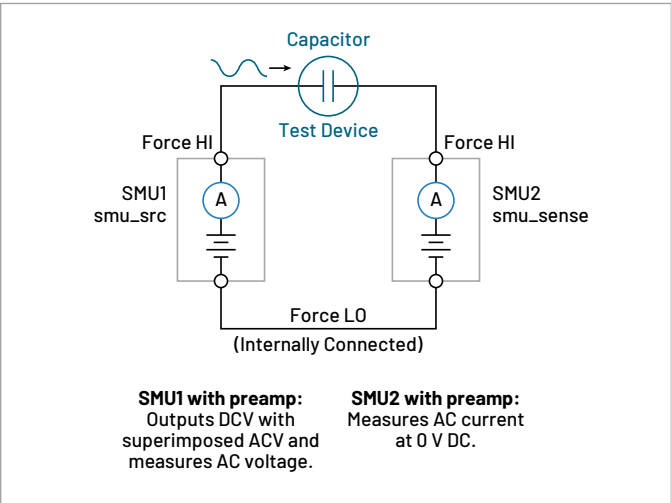 Capacitor
Test Device
Force HI
Force HI
SMU1
smu_src
A
A
SMU2
smu_sense
Force LO
(Internally Connected)
SMU1 with preamp:
Outputs DCV with
superimposed ACV and
measures AC voltage.
SMU2 with preamp:
Measures AC current
at 0 V DC.